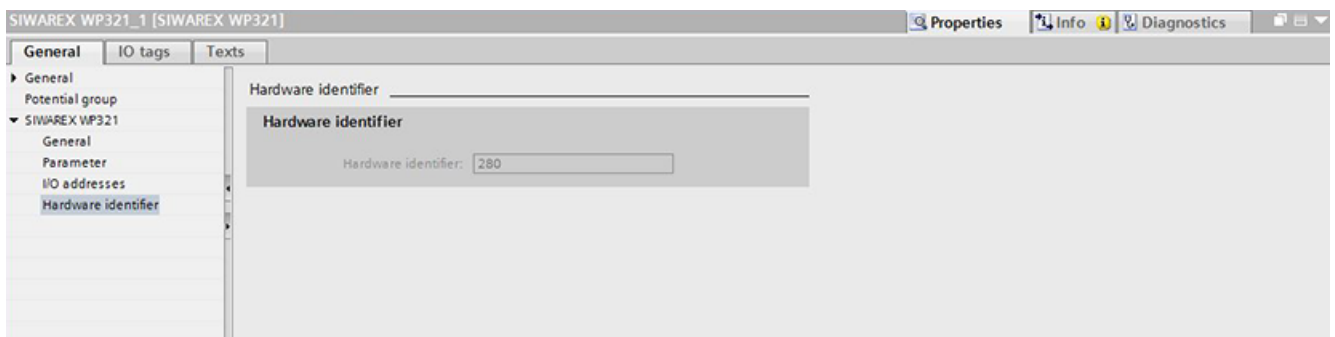 SIWAREX WP321_1 [SIWAREX WP321]
Properties
Info
Diagnostics
General
IO tags
Texts
General
Potential group
SIWAREX WP321
General
Parameter
I/O addresses
Hardware identifier
Hardware identifier
Hardware identifier
Hardware identifier: 280